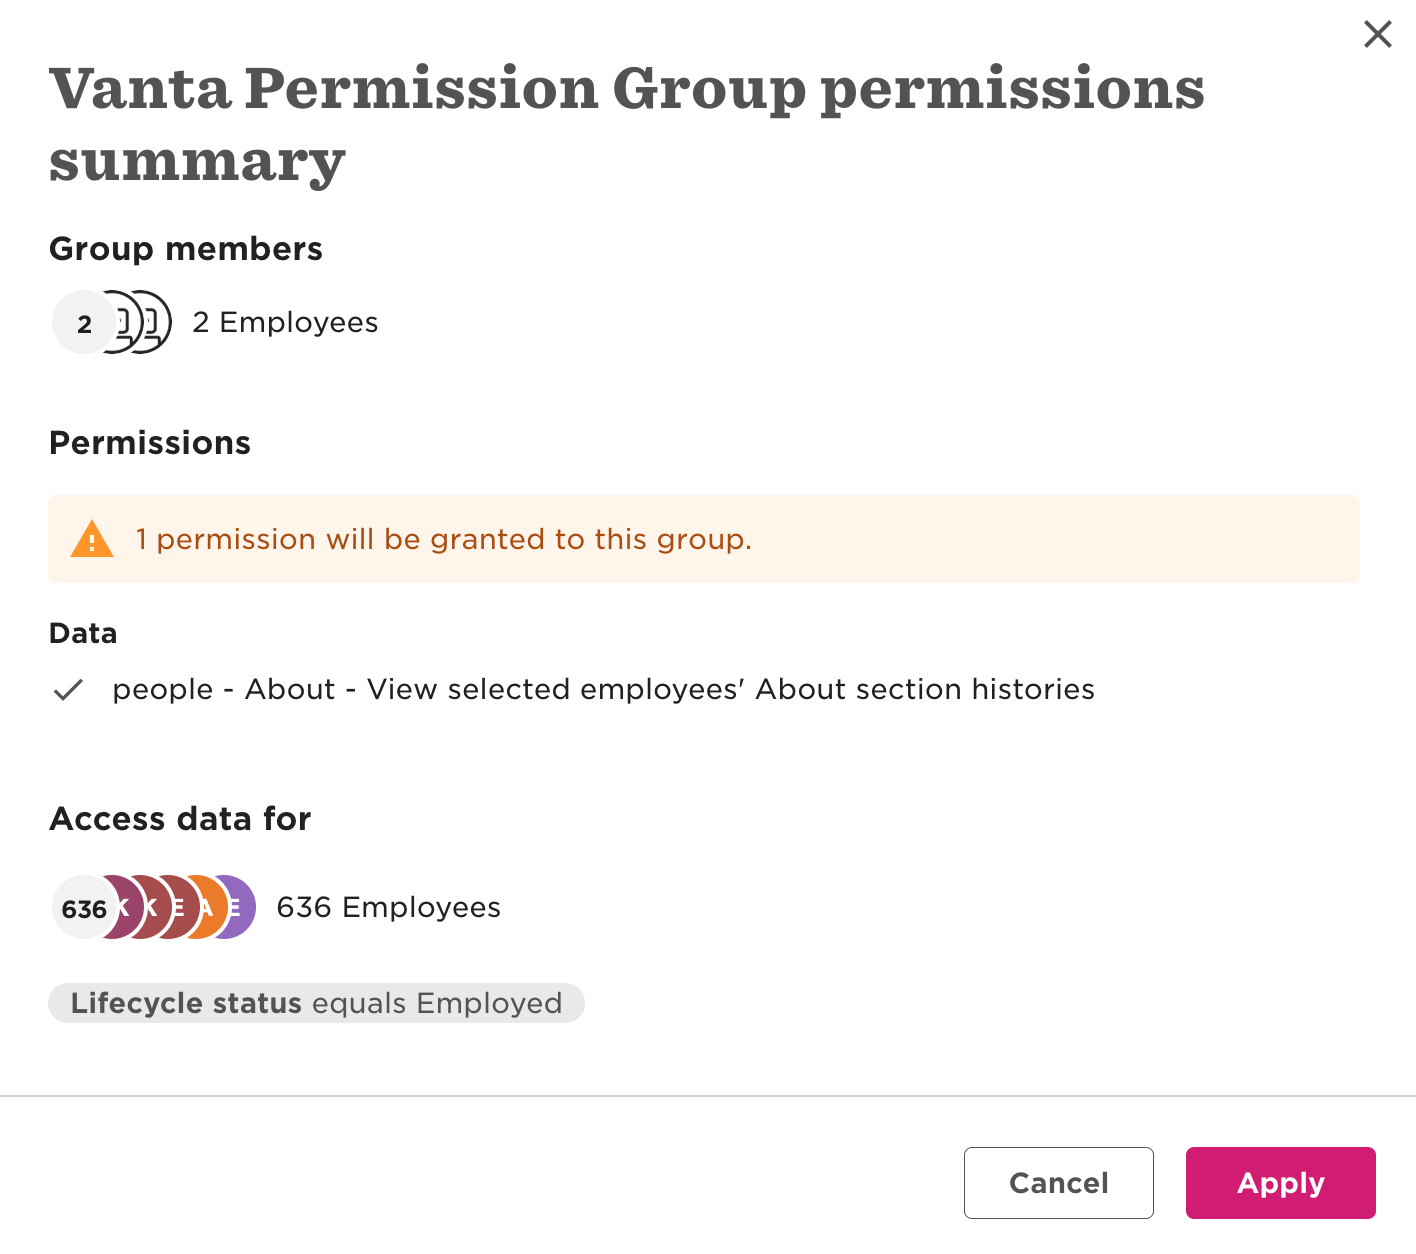 Vanta Permission Group permissions
summary
Group members
2
2 Employees
Permissions
1 permission will be granted to this group.
Data
people - About - View selected employees' About section histories
Access data for
636 K K E A E
636 Employees
Lifecycle status equals Employed
Cancel
Apply